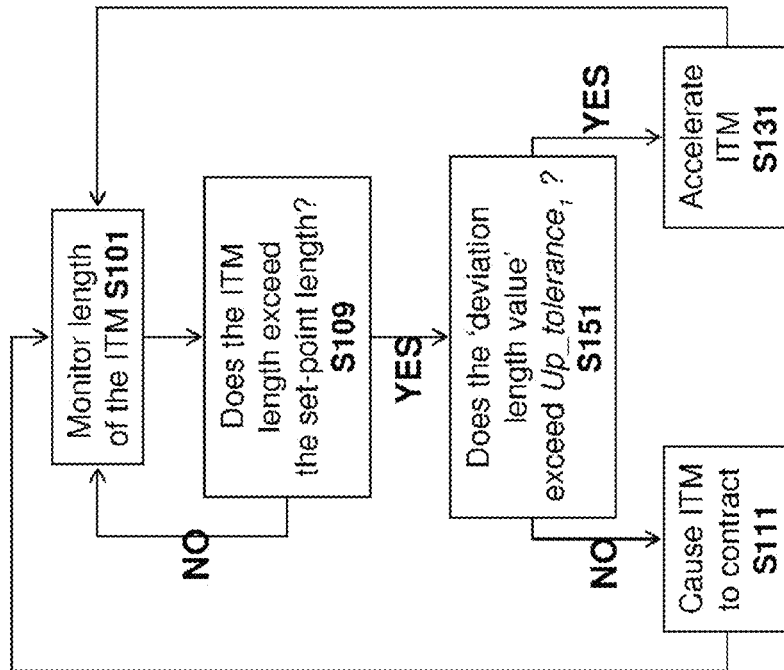 Monitor length
of the ITM S101
Does the ITM
length exceed
the set-point length?
S109
NO
YES
Does the 'deviation
length value'
exceed Up_tolerance₁ ?
S151
NO
YES
Cause ITM
to contract
S111
Accelerate
ITM
S131